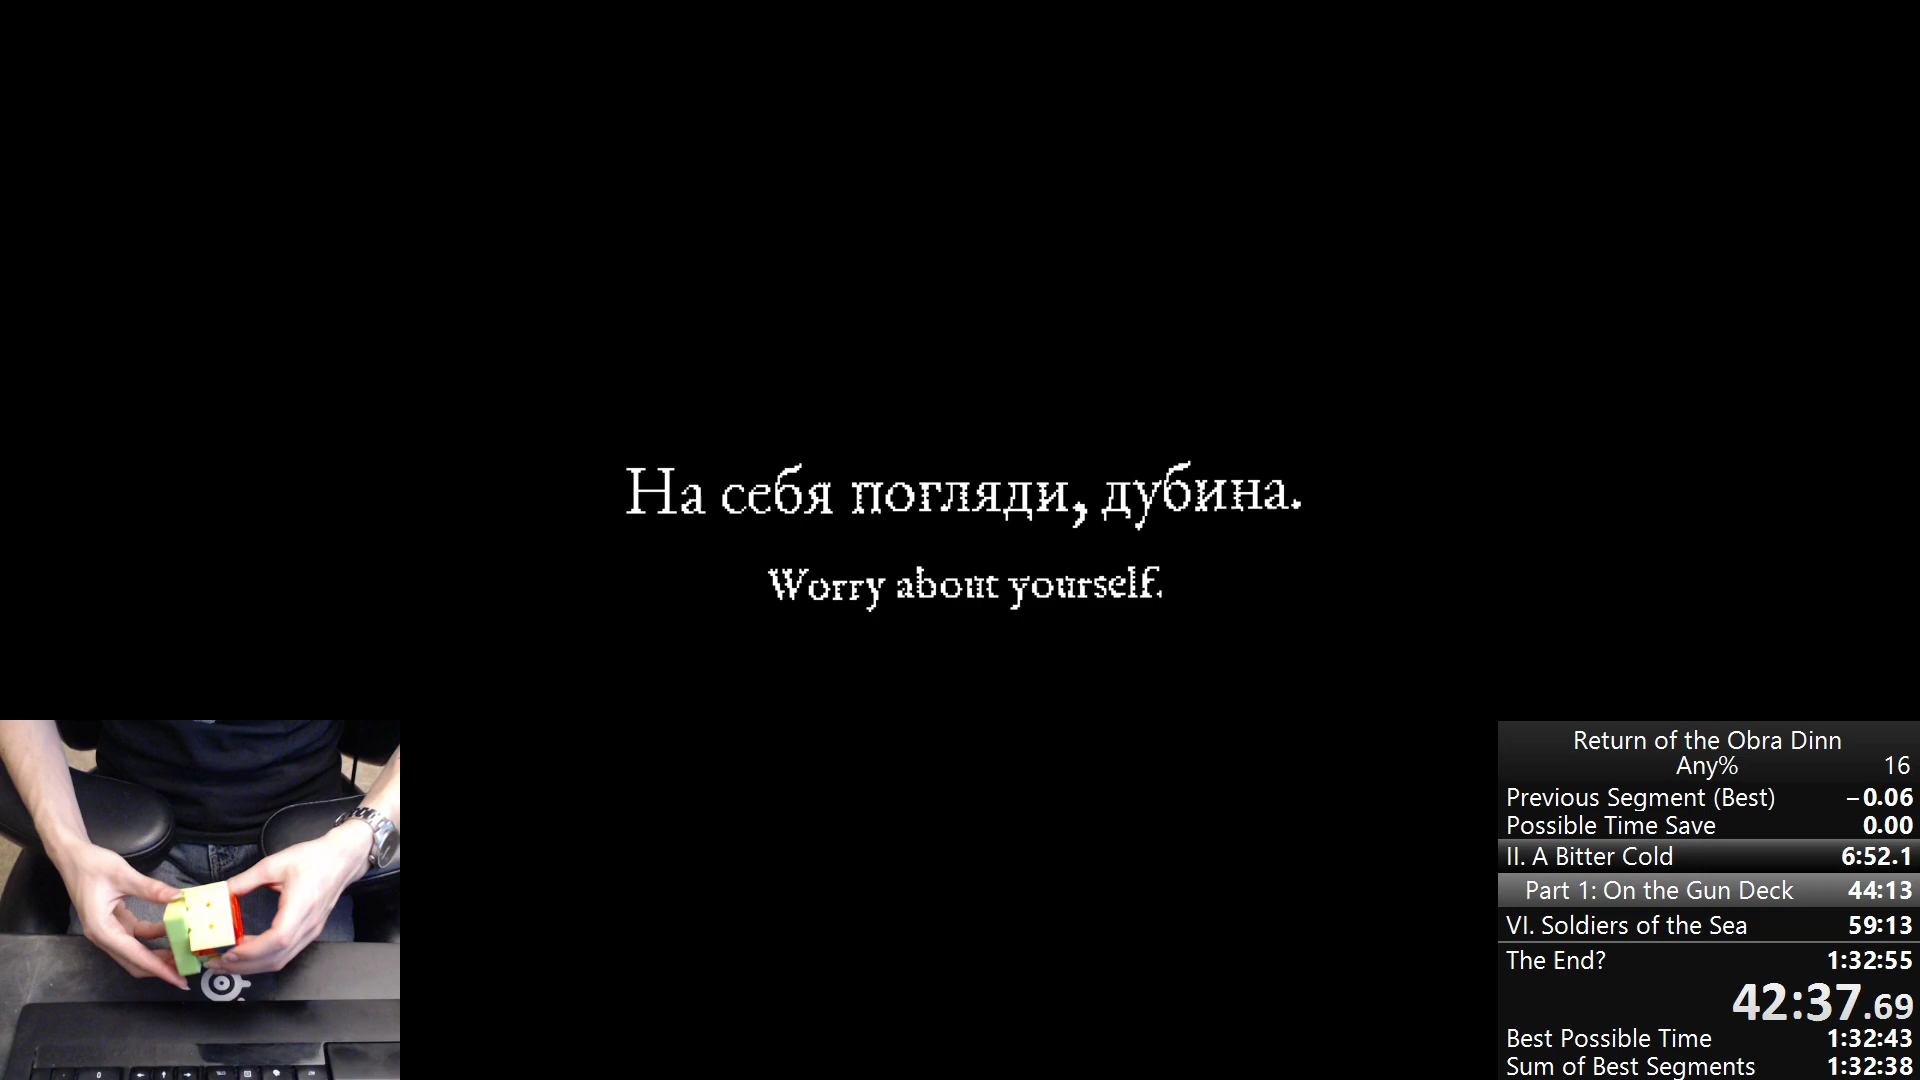 На себя погляди, дубина.
Worry about yourself.
Return of the Obra Dinn
Any% 16
Previous Segment (Best) −0.06
Possible Time Save 0.00
II. A Bitter Cold 6:52.1
Part 1: On the Gun Deck 44:13
VI. Soldiers of the Sea 59:13
The End? 1:32:55
42:37.69
Best Possible Time 1:32:43
Sum of Best Segments 1:32:38